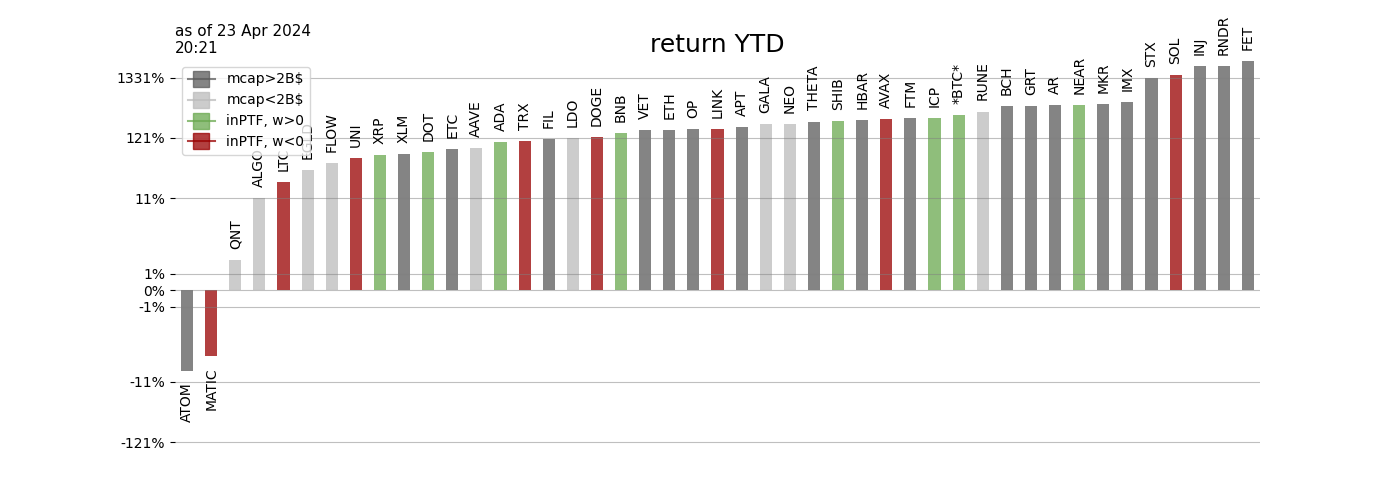 as of 23 Apr 2024
20:21
return YTD
mcap>2B$
mcap<2B$
inPTF, w>0
inPTF, w<0
1331%
121%
11%
1%
0%
-1%
-11%
-121%
ATOM
MATIC
QNT
ALGO
LTC
EGLD
FLOW
UNI
XRP
XLM
DOT
ETC
AAVE
ADA
TRX
FIL
LDO
DOGE
BNB
VET
ETH
OP
LINK
APT
GALA
NEO
THETA
SHIB
HBAR
AVAX
FTM
ICP
*BTC*
RUNE
BCH
GRT
AR
NEAR
MKR
IMX
STX
SOL
INJ
RNDR
FET